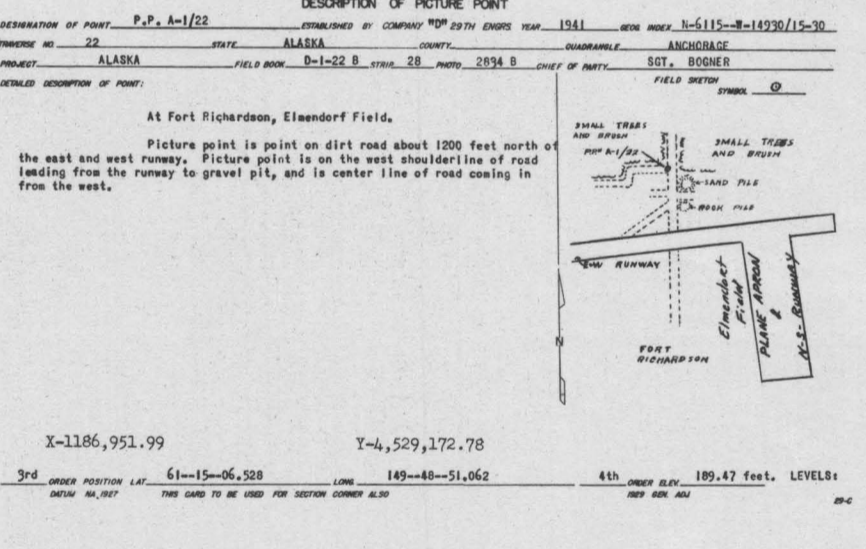 DESCRIPTION OF PICTURE POINT
DESIGNATION OF POINT P.P. A-1/22 ESTABLISHED BY COMPANY "D" 29TH ENGRS YEAR 1941 GEOG INDEX N-6115--W-14930/15-30
TRAVERSE NO 22 STATE ALASKA COUNTY QUADRANGLE ANCHORAGE
PROJECT ALASKA FIELD BOOK D-1-22 B STRIP 28 PHOTO 2894 B CHIEF OF PARTY SGT. BOGNER
DETAILED DESCRIPTION OF POINT:
FIELD SKETCH
SYMBOL
At Fort Richardson, Elmendorf Field.
Picture point is point on dirt road about 1200 feet north of
the east and west runway. Picture point is on the west shoulderline of road
leading from the runway to gravel pit, and is center line of road coming in
from the west.
SMALL TREES
AND BRUSH
PP# A-1/22
SMALL TREES
AND BRUSH
SAND PILE
ROCK PILE
E-W RUNWAY
Elmendorf
Field
PLANE APRON
&
N-S- RUNWAY
FORT
RICHARDSON
N
X-1186,951.99 Y-4,529,172.78
3rd ORDER POSITION LAT 61--15--06.528 LONG 149--48--51.062 4th ORDER ELEV 189.47 feet. LEVELS:
DATUM NA, 1927 THIS CARD TO BE USED FOR SECTION CORNER ALSO 1929 GEN. ADJ
29-C